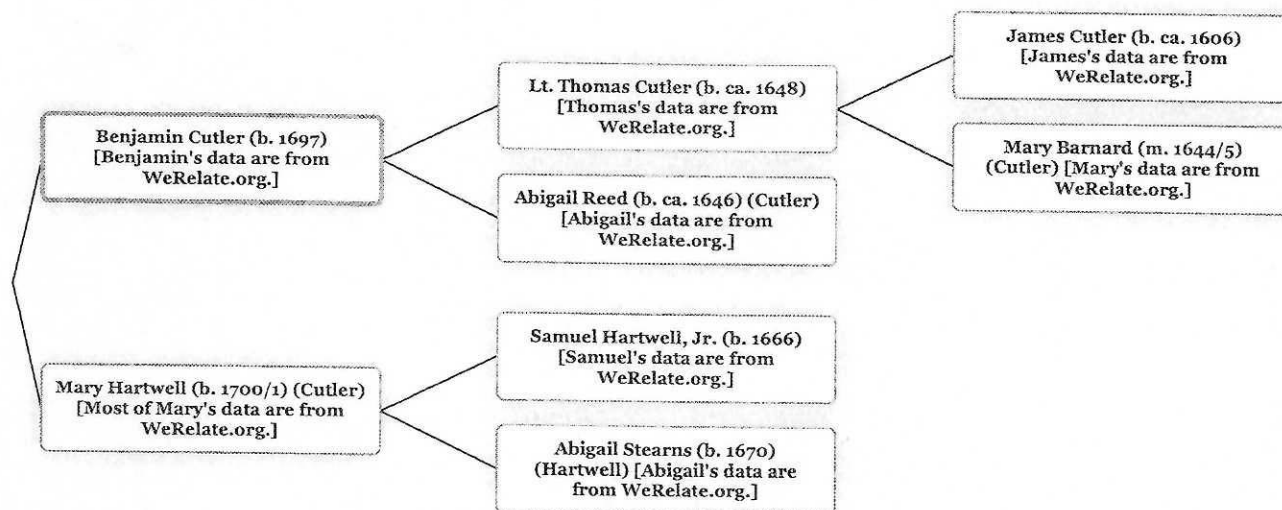 James Cutler (b. ca. 1606)
[James's data are from
WeRelate.org.]
Lt. Thomas Cutler (b. ca. 1648)
[Thomas's data are from
WeRelate.org.]
Benjamin Cutler (b. 1697)
[Benjamin's data are from
WeRelate.org.]
Mary Barnard (m. 1644/5)
(Cutler) [Mary's data are from
WeRelate.org.]
Abigail Reed (b. ca. 1646) (Cutler)
[Abigail's data are from
WeRelate.org.]
Samuel Hartwell, Jr. (b. 1666)
[Samuel's data are from
WeRelate.org.]
Mary Hartwell (b. 1700/1) (Cutler)
[Most of Mary's data are from
WeRelate.org.]
Abigail Stearns (b. 1670)
(Hartwell) [Abigail's data are
from WeRelate.org.]